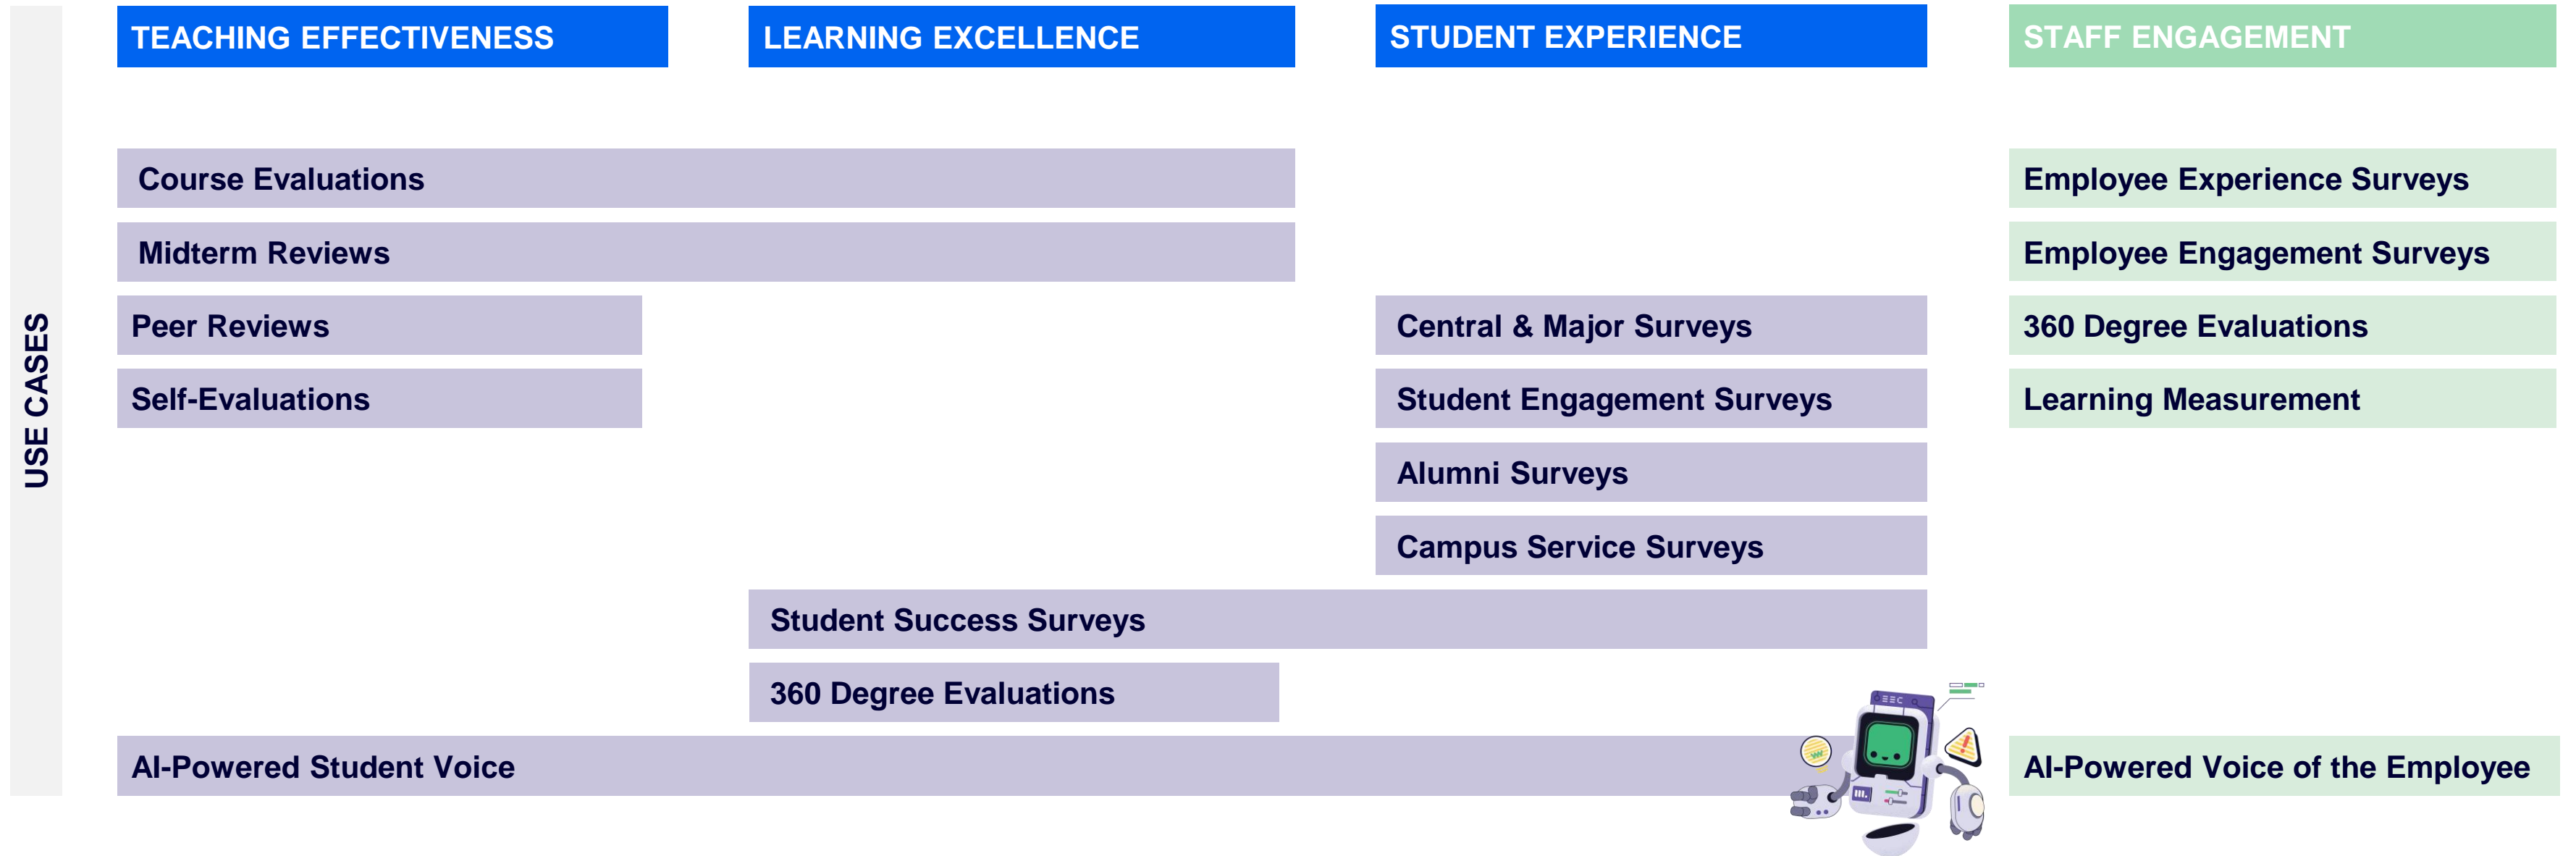 TEACHING EFFECTIVENESS
LEARNING EXCELLENCE
STUDENT EXPERIENCE
STAFF ENGAGEMENT
USE CASES
Course Evaluations
Employee Experience Surveys
Midterm Reviews
Employee Engagement Surveys
Peer Reviews
Central & Major Surveys
360 Degree Evaluations
Self-Evaluations
Student Engagement Surveys
Learning Measurement
Alumni Surveys
Campus Service Surveys
Student Success Surveys
360 Degree Evaluations
AI-Powered Student Voice
AI-Powered Voice of the Employee